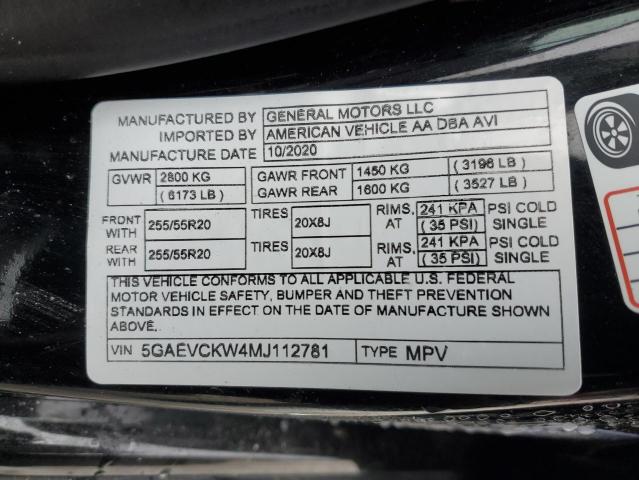 MANUFACTURED BY GENERAL MOTORS LLC
IMPORTED BY AMERICAN VEHICLE AA DBA AVI
MANUFACTURE DATE 10/2020
GVWR 2800 KG GAWR FRONT 1450 KG ( 3196 LB )
( 6173 LB ) GAWR REAR 1600 KG ( 3527 LB )
FRONT WITH 255/55R20 TIRES 20X8J RIMS, AT 241 KPA ( 35 PSI) PSI COLD SINGLE
REAR WITH 255/55R20 TIRES 20X8J RIMS, AT 241 KPA ( 35 PSI) PSI COLD SINGLE
THIS VEHICLE CONFORMS TO ALL APPLICABLE U.S. FEDERAL
MOTOR VEHICLE SAFETY, BUMPER AND THEFT PREVENTION
STANDARDS IN EFFECT ON THE DATE OF MANUFACTURE SHOWN
ABOVE.
VIN 5GAEVCKW4MJ112781 TYPE MPV